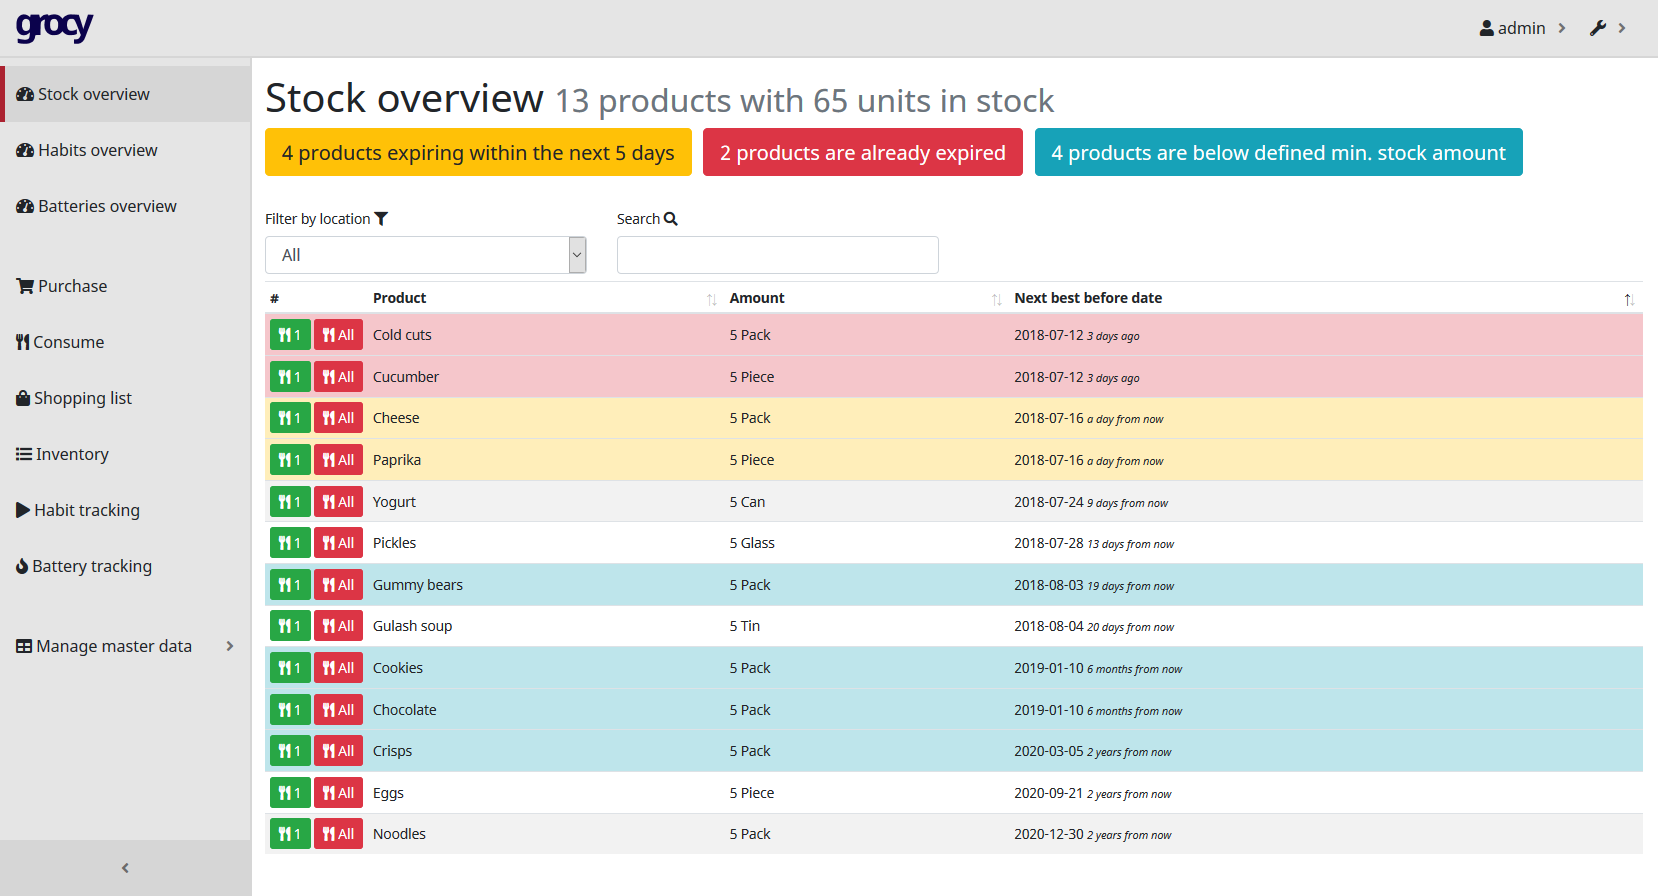 grocy
admin
Stock overview
Habits overview
Batteries overview
Purchase
Consume
Shopping list
Inventory
Habit tracking
Battery tracking
Manage master data
Stock overview 13 products with 65 units in stock
4 products expiring within the next 5 days 2 products are already expired 4 products are below defined min. stock amount
Filter by location Search
All
# Product Amount Next best before date
1 All Cold cuts 5 Pack 2018-07-12 3 days ago
1 All Cucumber 5 Piece 2018-07-12 3 days ago
1 All Cheese 5 Pack 2018-07-16 a day from now
1 All Paprika 5 Piece 2018-07-16 a day from now
1 All Yogurt 5 Can 2018-07-24 9 days from now
1 All Pickles 5 Glass 2018-07-28 13 days from now
1 All Gummy bears 5 Pack 2018-08-03 19 days from now
1 All Gulash soup 5 Tin 2018-08-04 20 days from now
1 All Cookies 5 Pack 2019-01-10 6 months from now
1 All Chocolate 5 Pack 2019-01-10 6 months from now
1 All Crisps 5 Pack 2020-03-05 2 years from now
1 All Eggs 5 Piece 2020-09-21 2 years from now
1 All Noodles 5 Pack 2020-12-30 2 years from now